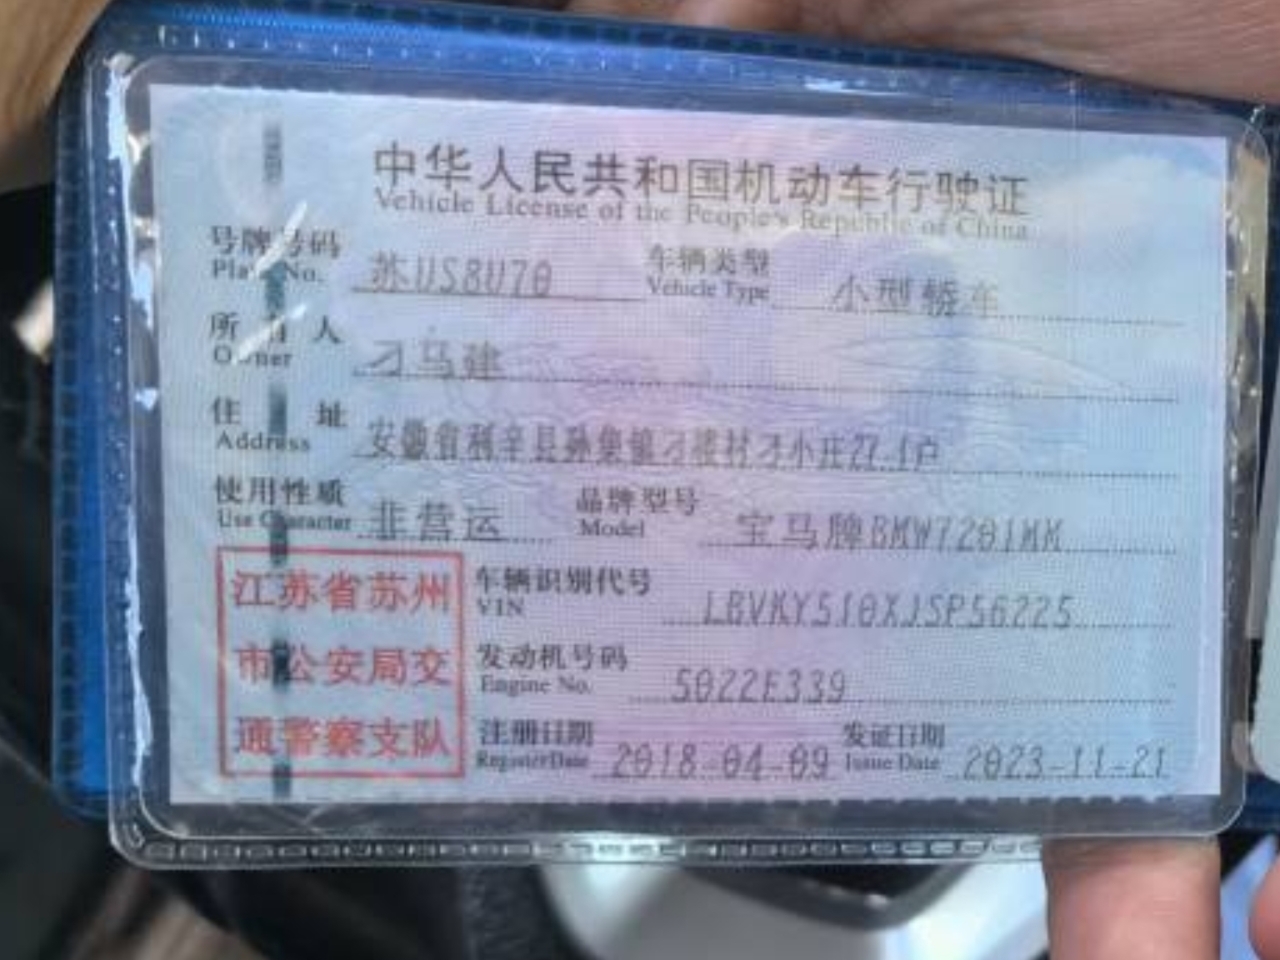 中华人民共和国机动车行驶证
Vehicle License of the People's Republic of China
号牌号码 苏US8U70 车辆类型 小型轿车
Plate No. Vehicle Type
所有人 刁马建
Owner
住址 安徽省利辛县孙集镇刁楼村刁小庄27-1户
Address
使用性质 非营运 品牌型号 宝马牌BMW7201MM
Use Character Model
江苏省苏州
市公安局交
通警察支队
车辆识别代号 LBVKY510XJSP56225
VIN
发动机号码 5022E339
Engine No.
注册日期 2018-04-09 发证日期 2023-11-21
Register Date Issue Date